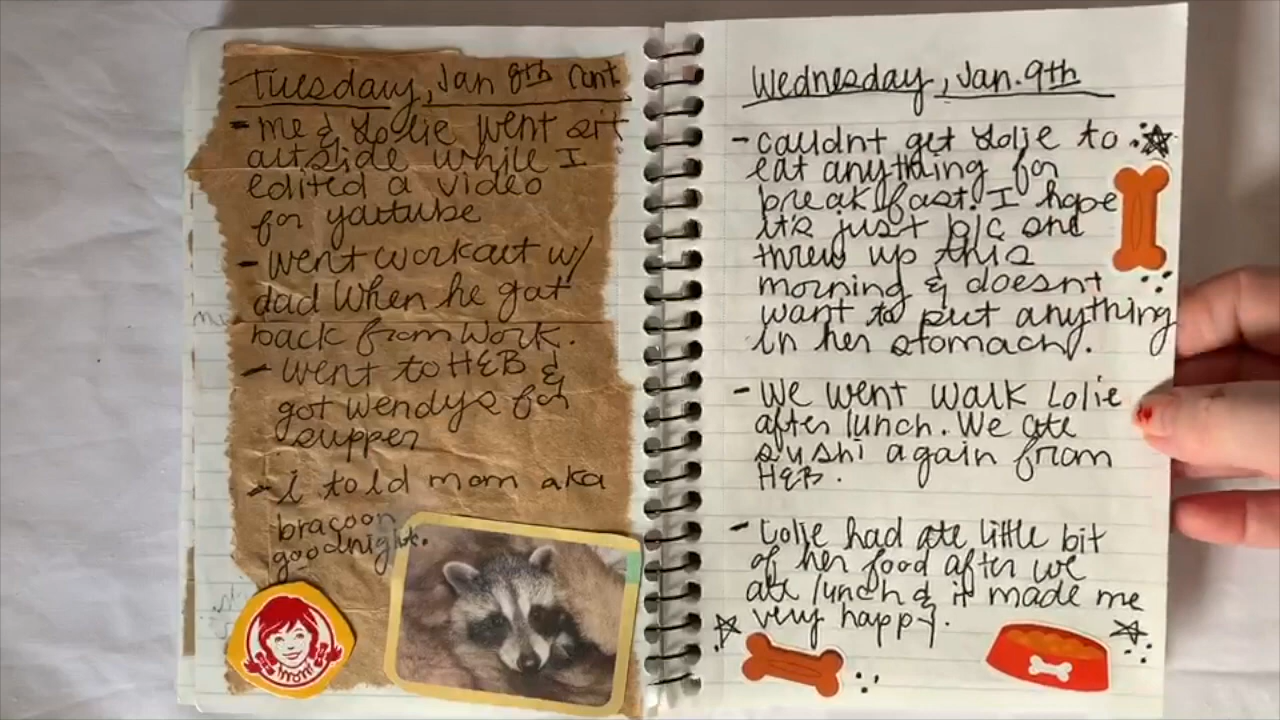 Tuesday, Jan 8th cont.
- me & Lolie went sit
outside while I
edited a video
for youtube
- went workout w/
dad when he got
back from work.
- went to HEB &
got wendys for
supper
- i told mom aka
bracoon
goodnight.
Wednesday, Jan. 9th
- couldnt get Lolie to
eat anything for
breakfast. I hope
it's just b/c she
threw up this
morning & doesnt
want to put anything
in her stomach.
- We went walk Lolie
after lunch. We ate
sushi again from
HEB.
- Lolie had ate little bit
of her food after we
ate lunch & it made me
very happy.